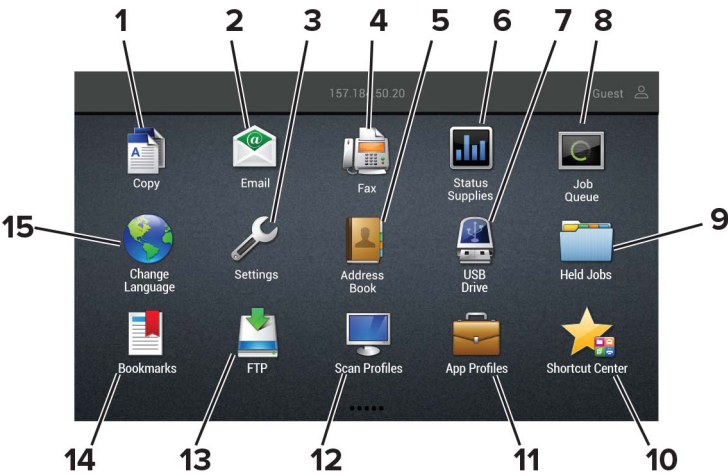 1 2 3 4 5 6 7 8
157.184.50.20 Guest
Copy Email Fax Status Supplies Job Queue
15 9
Change Language Settings Address Book USB Drive Held Jobs
Bookmarks FTP Scan Profiles App Profiles Shortcut Center
14 13 12 11 10